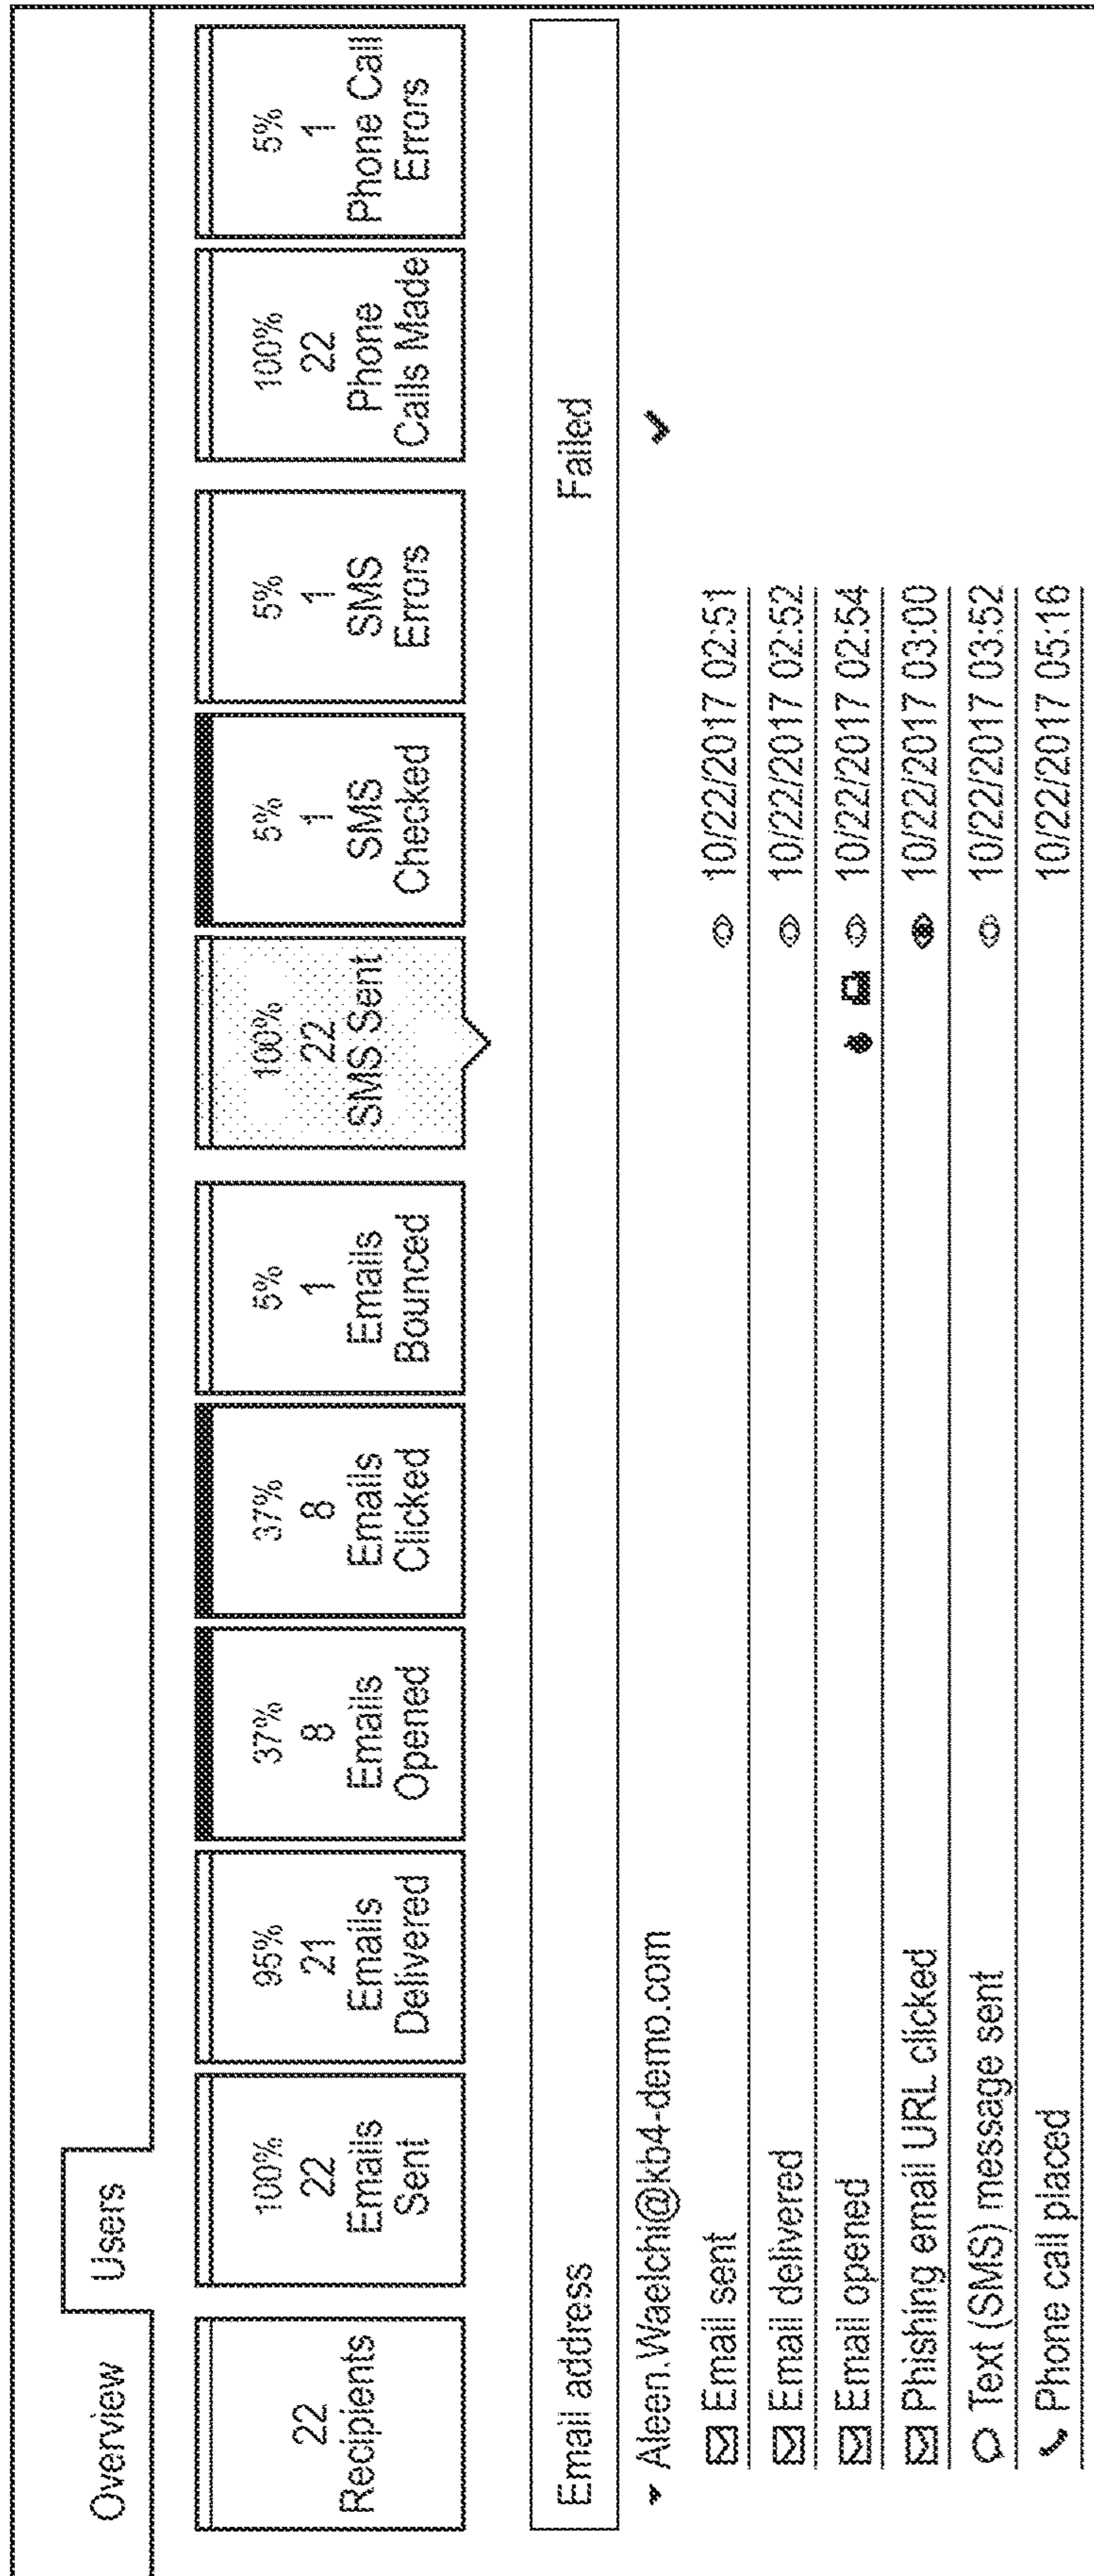 Overview
Users
22
Recipients
100%
22
Emails
Sent
95%
21
Emails
Delivered
37%
8
Emails
Opened
37%
8
Emails
Clicked
5%
1
Emails
Bounced
100%
22
SMS Sent
5%
1
SMS
Checked
5%
1
SMS
Errors
100%
22
Phone
Calls Made
5%
1
Phone Call
Errors
Email address Failed
Aleen.Waelchi@kb4-demo.com
Email sent 10/22/2017 02:51
Email delivered 10/22/2017 02:52
Email opened 10/22/2017 02:54
Phishing email URL clicked 10/22/2017 03:00
Text (SMS) message sent 10/22/2017 03:52
Phone call placed 10/22/2017 05:16